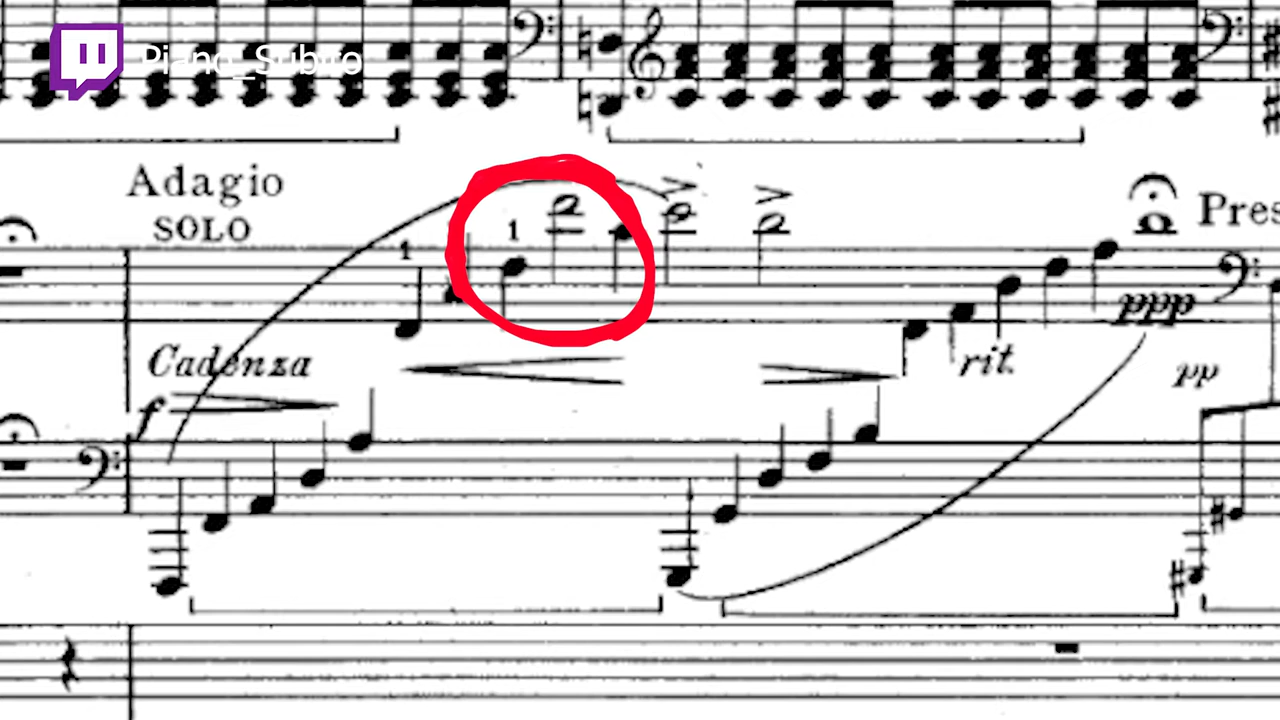 Piano_Subito
Adagio
SOLO
1
1
Cadenza
f
rit.
ppp
Pres
pp